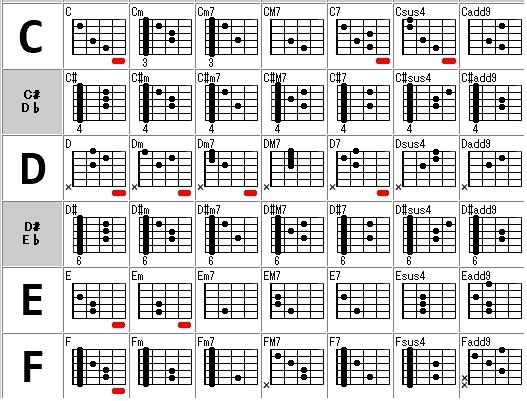 C
C Cm Cm7 CM7 C7 Csus4 Cadd9
3 3
C#
D♭
C# C#m C#m7 C#M7 C#7 C#sus4 C#add9
4 4 4 4 4 4 4
D
D Dm Dm7 DM7 D7 Dsus4 Dadd9
× × × × × × ×
D#
E♭
D# D#m D#m7 D#M7 D#7 D#sus4 D#add9
6 6 6 6 6 6 6
E
E Em Em7 EM7 E7 Esus4 Eadd9
F
F Fm Fm7 FM7 F7 Fsus4 Fadd9
× ×
×